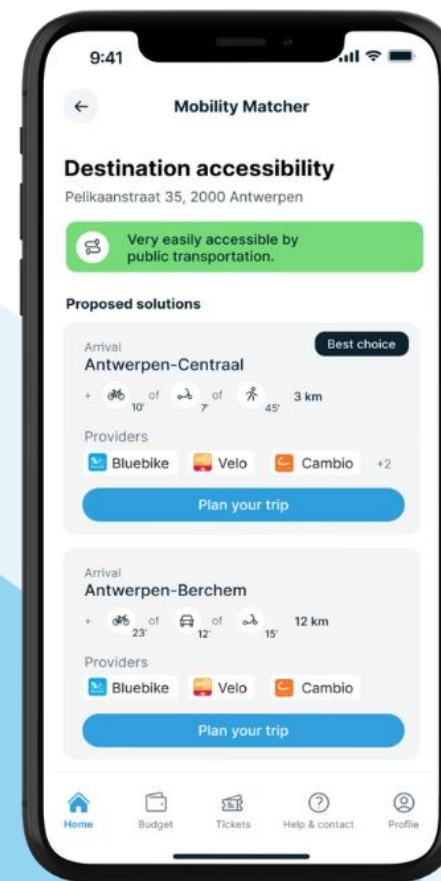 9:41
Mobility Matcher
Destination accessibility
Pelikaanstraat 35, 2000 Antwerpen
Very easily accessible by
public transportation.
Proposed solutions
Best choice
Arrival
Antwerpen-Centraal
+ 10' of 7' of 45' 3 km
Providers
Bluebike Velo Cambio +2
Plan your trip
Arrival
Antwerpen-Berchem
+ 23' of 12' of 15' 12 km
Providers
Bluebike Velo Cambio
Plan your trip
Home Budget Tickets Help & contact Profile